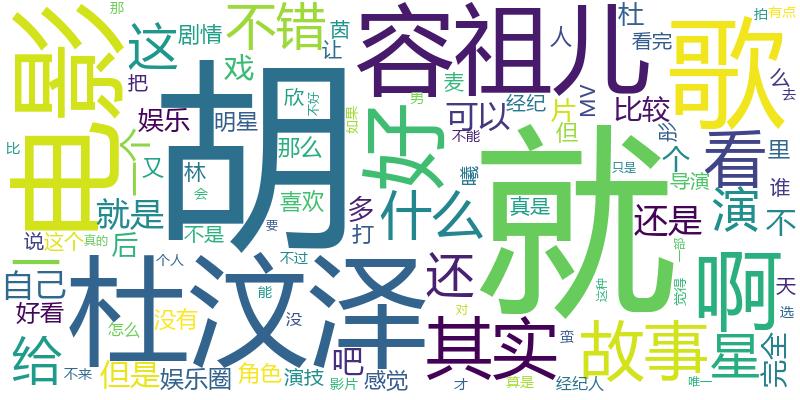 电影
胡
就
杜汶泽
容祖儿
歌
好
看
啊
故事
其实
不错
这
剧情
戏
茵
让
那
把
娱乐
明星
欣
不好
那么
林
又
一个
喜欢
会
就是
后
不是
说
这个
真的
自己
好看
给
但是
没有
怎么
娱乐圈
角色
演技
影片
感觉
吧
个人
不来
不过
能
没
要
多
打
什么
还
还是
可以
经纪
麦
如果
男
不能
曦
真是
人
片
但
MV
比较
彤
个
导演
只是
杜
看完
拍
有点
么
去
里
谁
演
不
天
选
星
完全
唯一
觉得
一部
这种
对
才
算是
蛮
经纪人
比